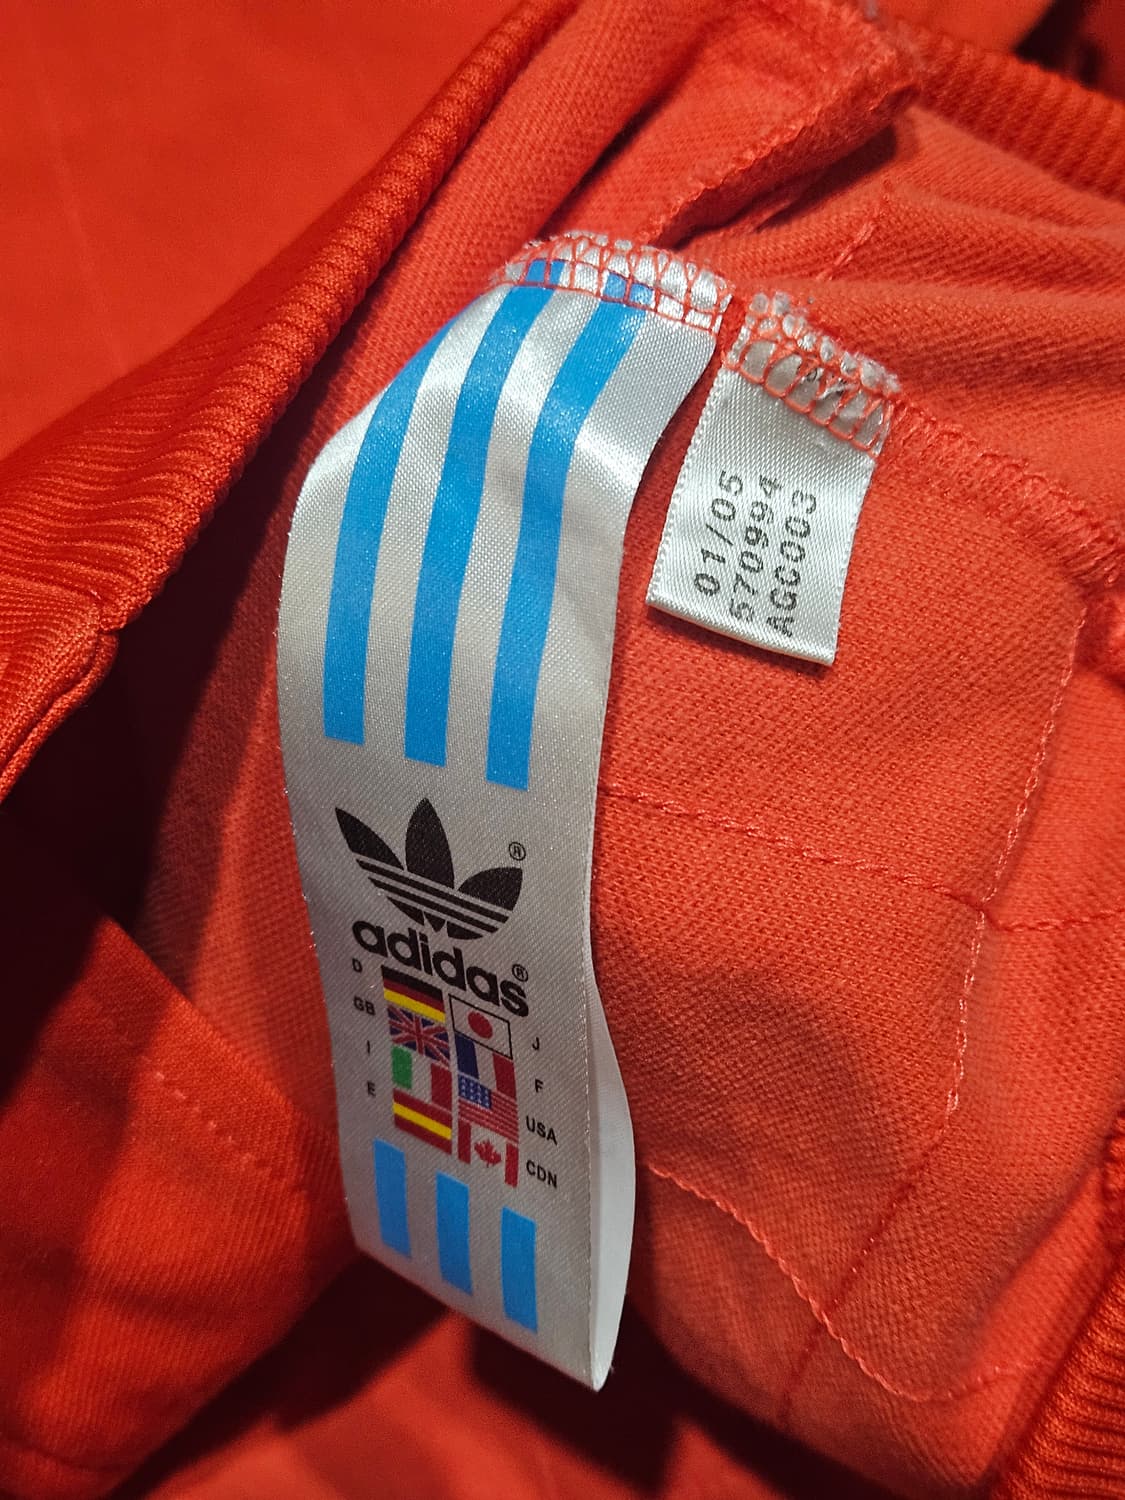 01/05
570994
AGC003
®
adidas®
D
J
GB
F
I
USA
E
CDN